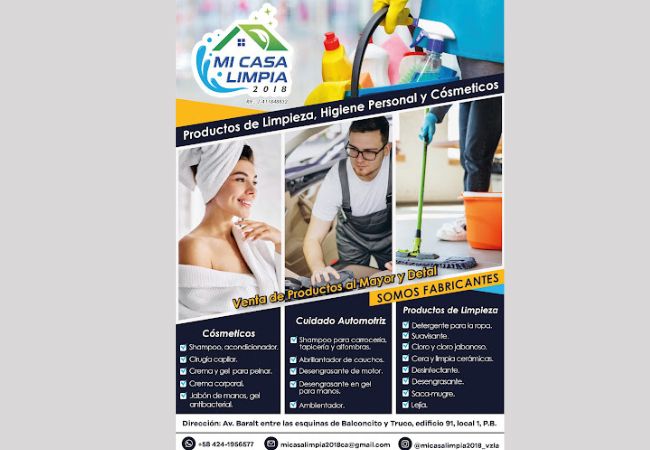 MI CASA
LIMPIA
2018
Productos de Limpieza, Higiene Personal y Cósmeticos
Venta de Productos al Mayor y Detal
SOMOS FABRICANTES
Cósmeticos
Shampoo, acondicionador.
Cirugía capilar.
Crema y gel para peinar.
Crema corporal.
Jabón de manos, gel
antibacterial.
Cuidado Automotriz
Shampoo para carrocería,
tapicería y alfombras.
Abrillantador de cauchos.
Desengrasante de motor.
Desengrasante en gel
para manos.
Ambientador.
Productos de Limpieza
Detergente para la ropa.
Suavisante.
Cloro y cloro jabonoso.
Cera y limpia cerámicas.
Desinfectante.
Desengrasante.
Saca-mugre.
Lejía.
Dirección: Av. Baralt entre las esquinas de Balconcito y Truco, edificio 91, local 1, P.B.
+58 424-1956577
micasalimpia2018ca@gmail.com
@micasalimpia2018_vzla